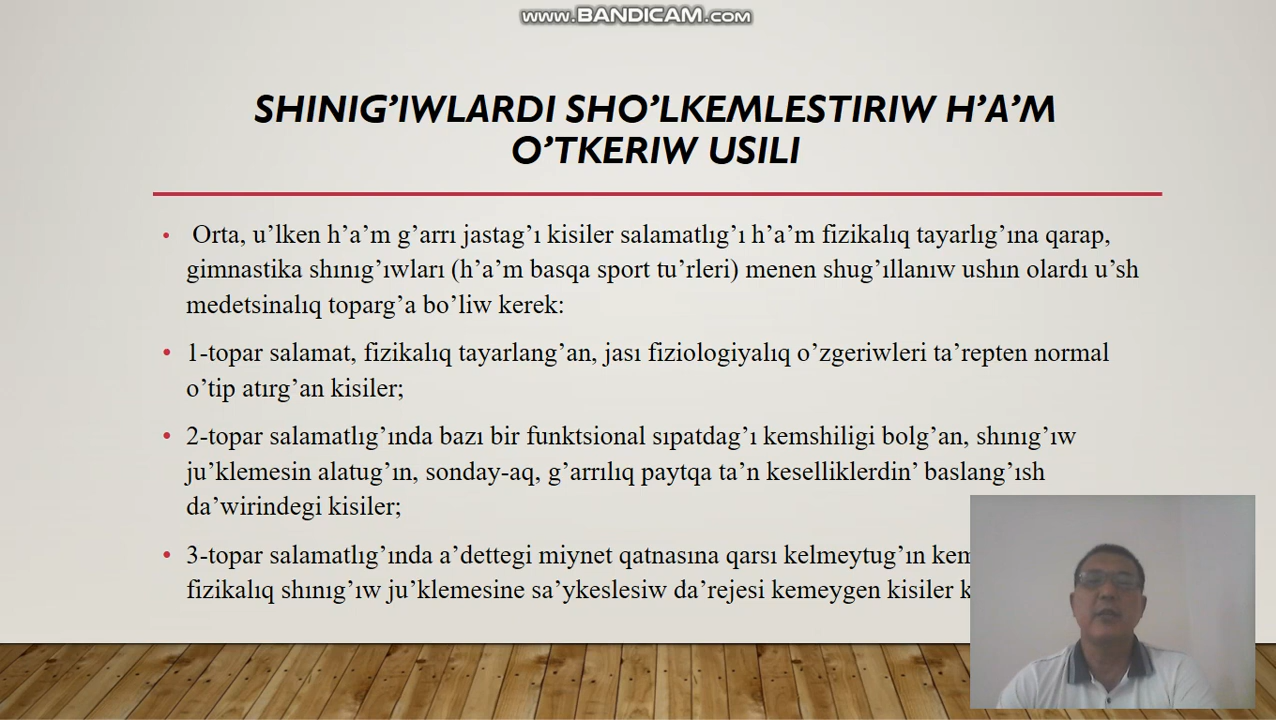 www.BANDICAM.com
SHINIG’IWLARDI SHO’LKEMLESTIRIW H’A’M
O’TKERIW USILI
Orta, u’lken h’a’m g’arrı jastag’ı kisiler salamatlıg’ı h’a’m fizikalıq tayarlıg’ına qarap,
gimnastika shınıg’ıwları (h’a’m basqa sport tu’rleri) menen shug’ıllanıw ushın olardı u’sh
medetsinalıq toparg’a bo’liw kerek:
1-topar salamat, fizikalıq tayarlang’an, jası fiziologiyalıq o’zgeriwleri ta’repten normal
o’tip atırg’an kisiler;
2-topar salamatlıg’ında bazı bir funktsional sıpatdag’ı kemshiligi bolg’an, shınıg’ıw
ju’klemesin alatug’ın, sonday-aq, g’arrılıq paytqa ta’n keselliklerdin’ baslang’ısh
da’wirindegi kisiler;
3-topar salamatlıg’ında a’dettegi miynet qatnasına qarsı kelmeytug’ın
fizikalıq shınıg’ıw ju’klemesine sa’ykeslesiw da’rejesi kemeygen kisiler